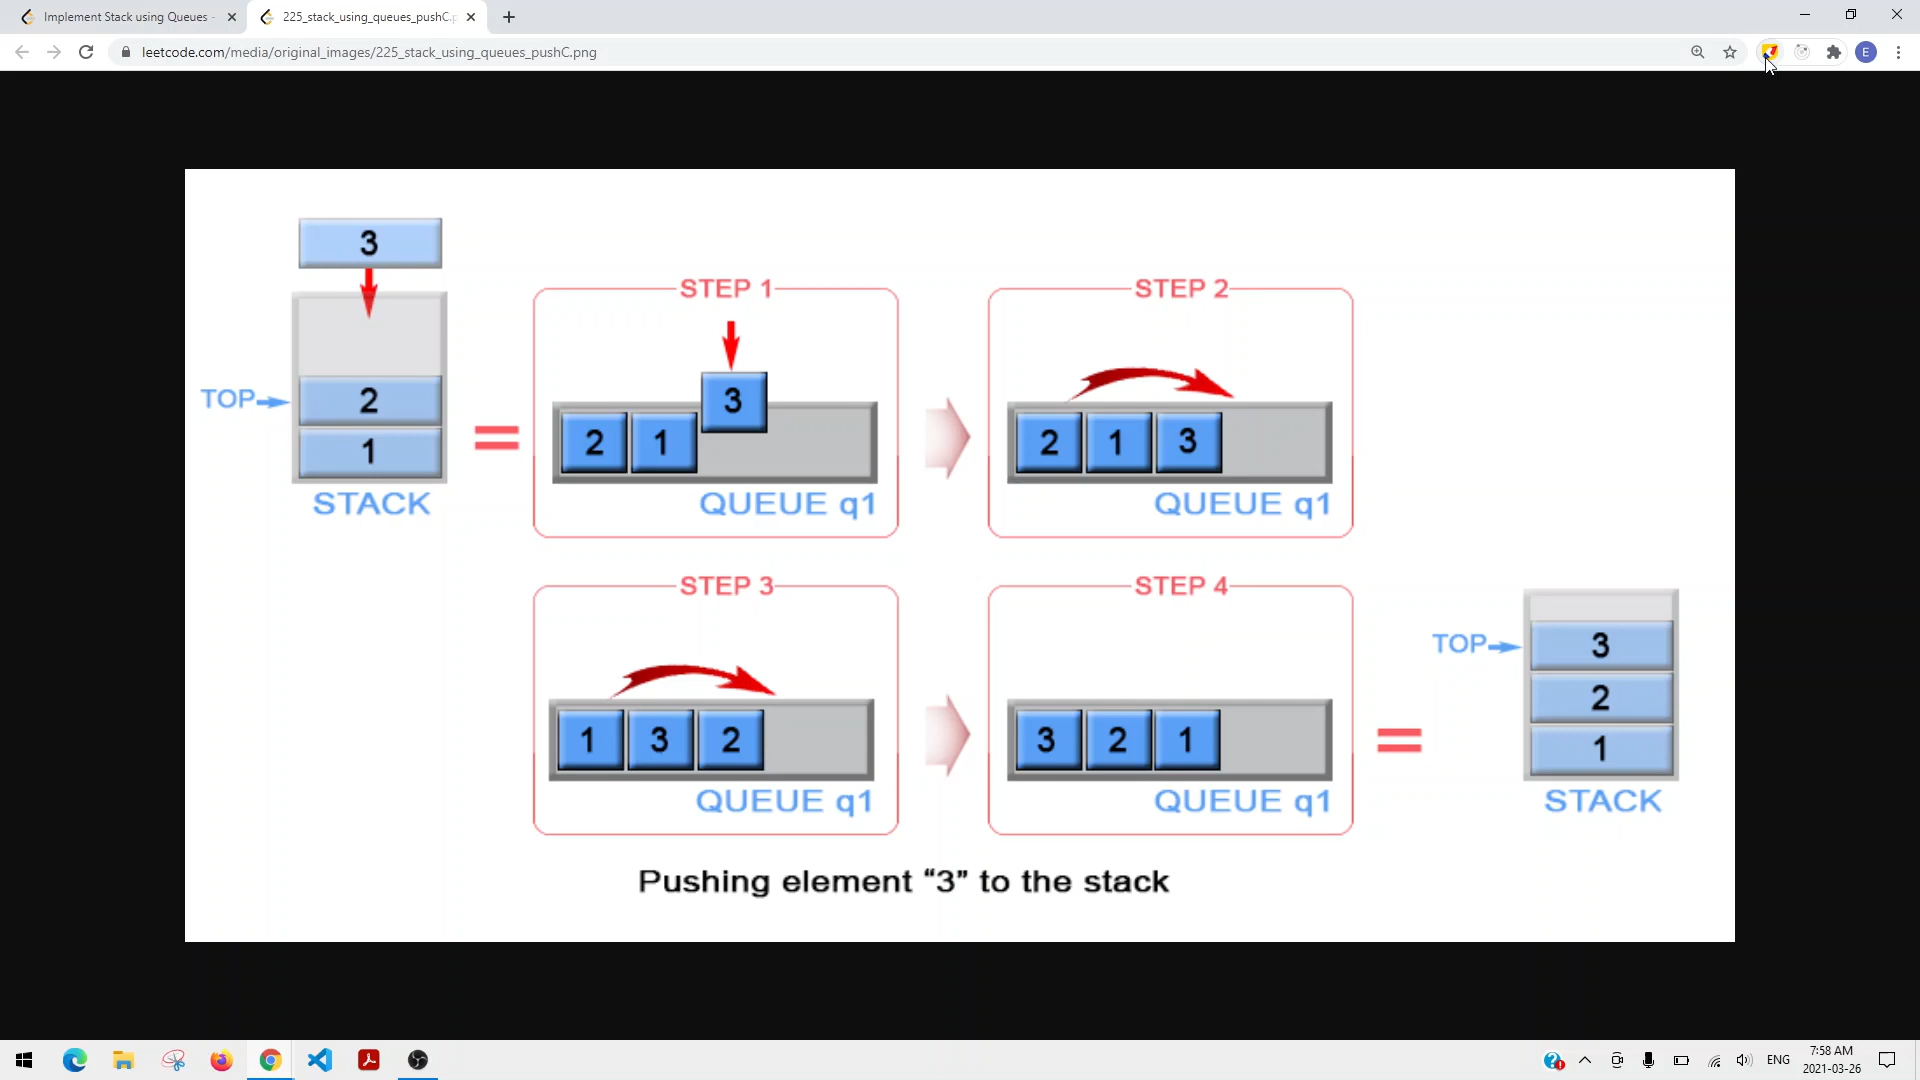 Implement Stack using Queues -
225_stack_using_queues_pushC.p
leetcode.com/media/original_images/225_stack_using_queues_pushC.png
E
3
TOP
2
1
STACK
=
STEP 1
3
2 1
QUEUE q1
STEP 2
2 1 3
QUEUE q1
STEP 3
1 3 2
QUEUE q1
STEP 4
3 2 1
QUEUE q1
=
TOP
3
2
1
STACK
Pushing element “3” to the stack
ENG
7:58 AM
2021-03-26